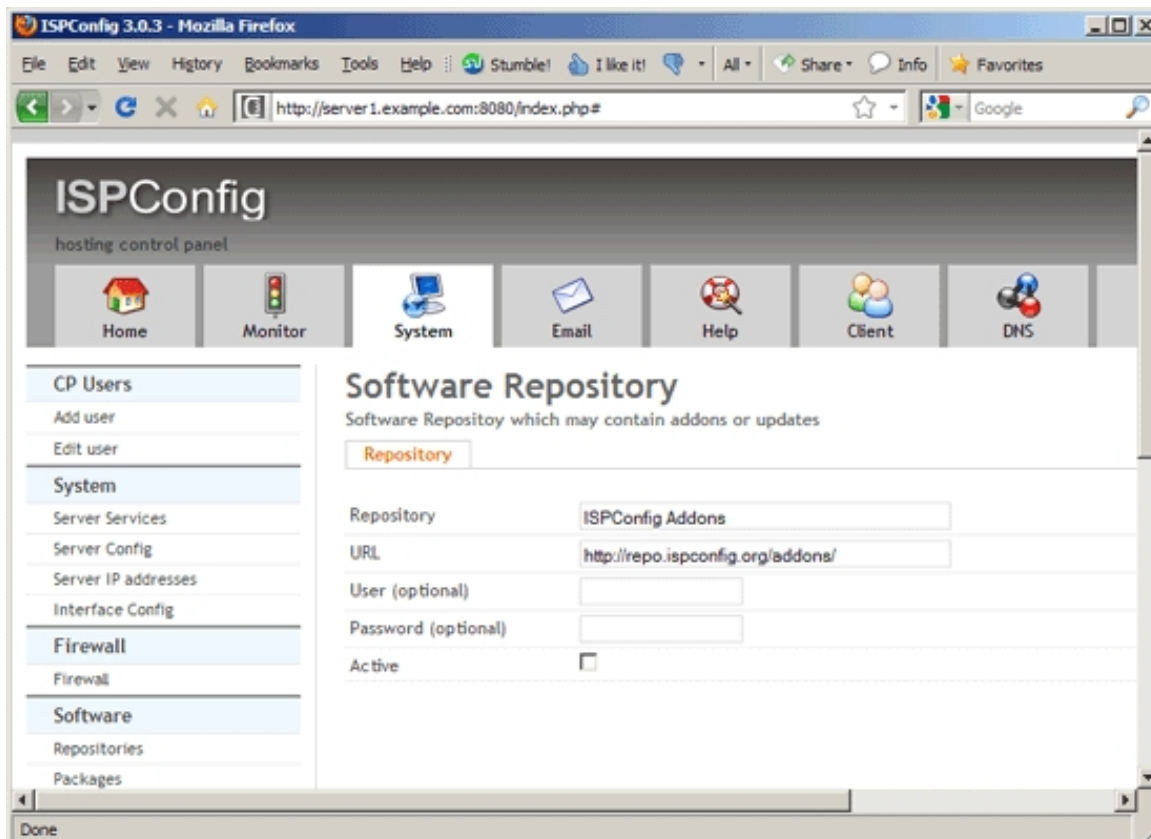 ISPConfig 3.0.3 - Mozilla Firefox
File Edit View History Bookmarks Tools Help Stumble! I like it! All Share Info Favorites
http://server1.example.com:8080/index.php# Google
ISPConfig
hosting control panel
Home Monitor System Email Help Client DNS
CP Users
Add user
Edit user
System
Server Services
Server Config
Server IP addresses
Interface Config
Firewall
Firewall
Software
Repositories
Packages
Software Repository
Software Repositoy which may contain addons or updates
Repository
Repository ISPConfig Addons
URL http://repo.ispconfig.org/addons/
User (optional)
Password (optional)
Active
Done